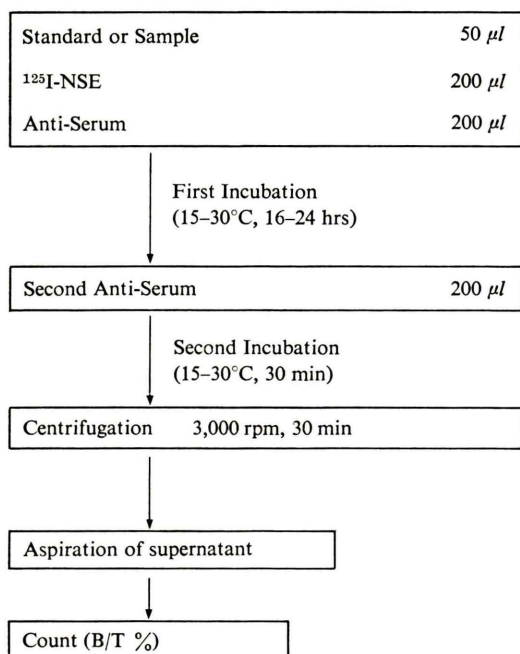 Standard or Sample 50 μl
¹²⁵I-NSE 200 μl
Anti-Serum 200 μl
First Incubation
(15–30°C, 16–24 hrs)
Second Anti-Serum 200 μl
Second Incubation
(15–30°C, 30 min)
Centrifugation 3,000 rpm, 30 min
Aspiration of supernatant
Count (B/T %)